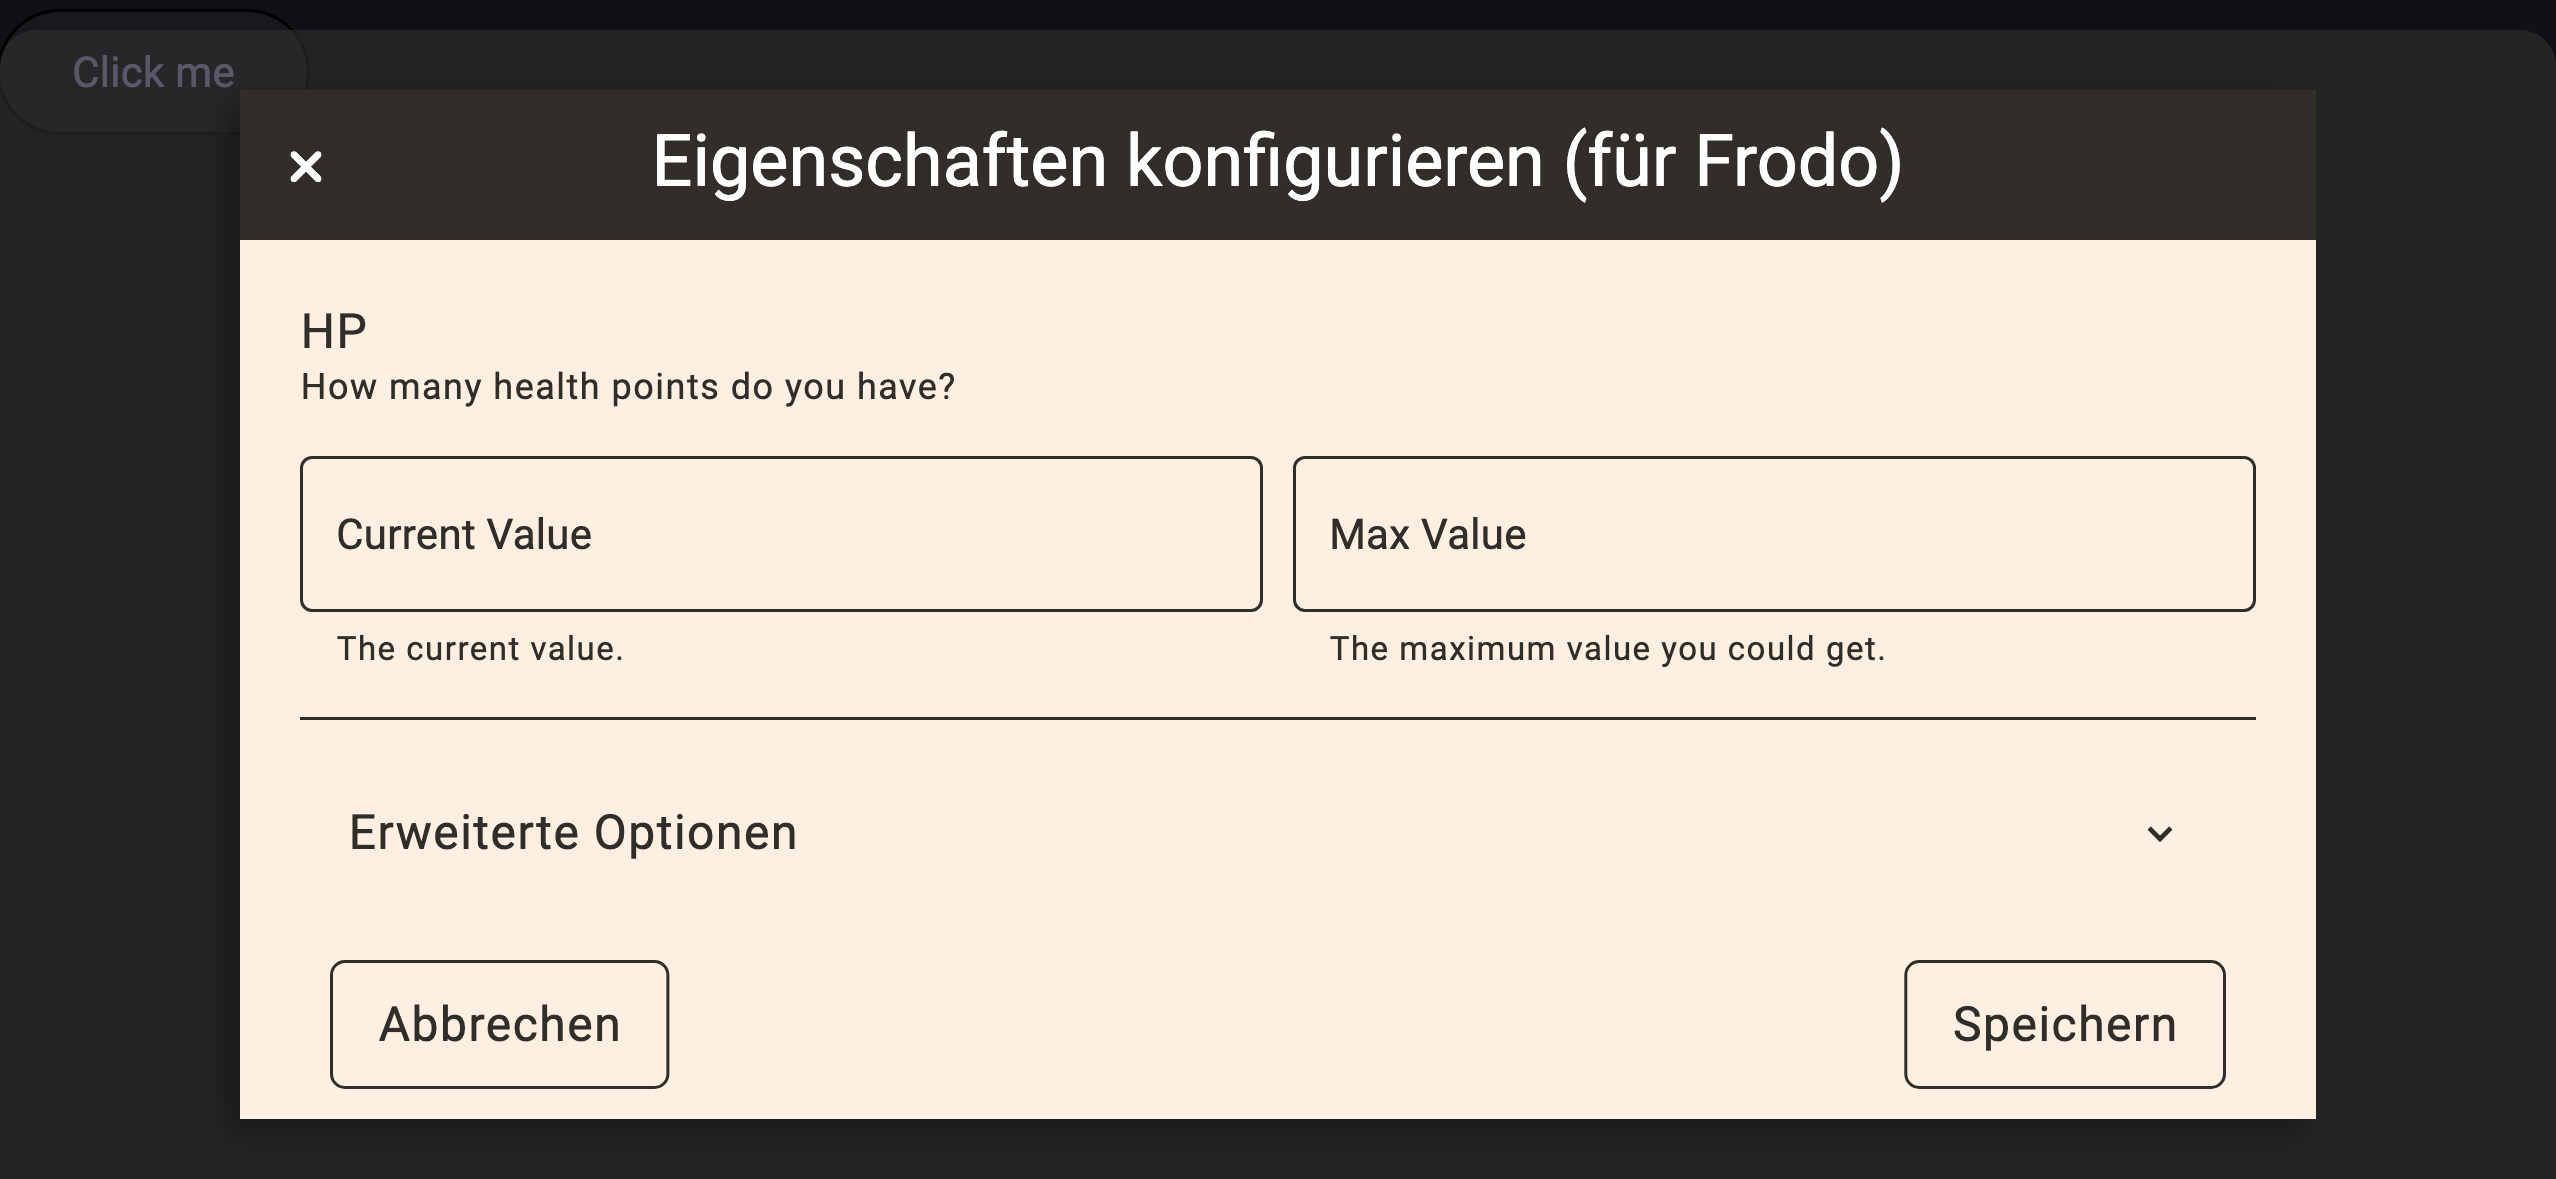 Click me
Eigenschaften konfigurieren (für Frodo)
HP
How many health points do you have?
Current Value
Max Value
The current value.
The maximum value you could get.
Erweiterte Optionen
Abbrechen
Speichern